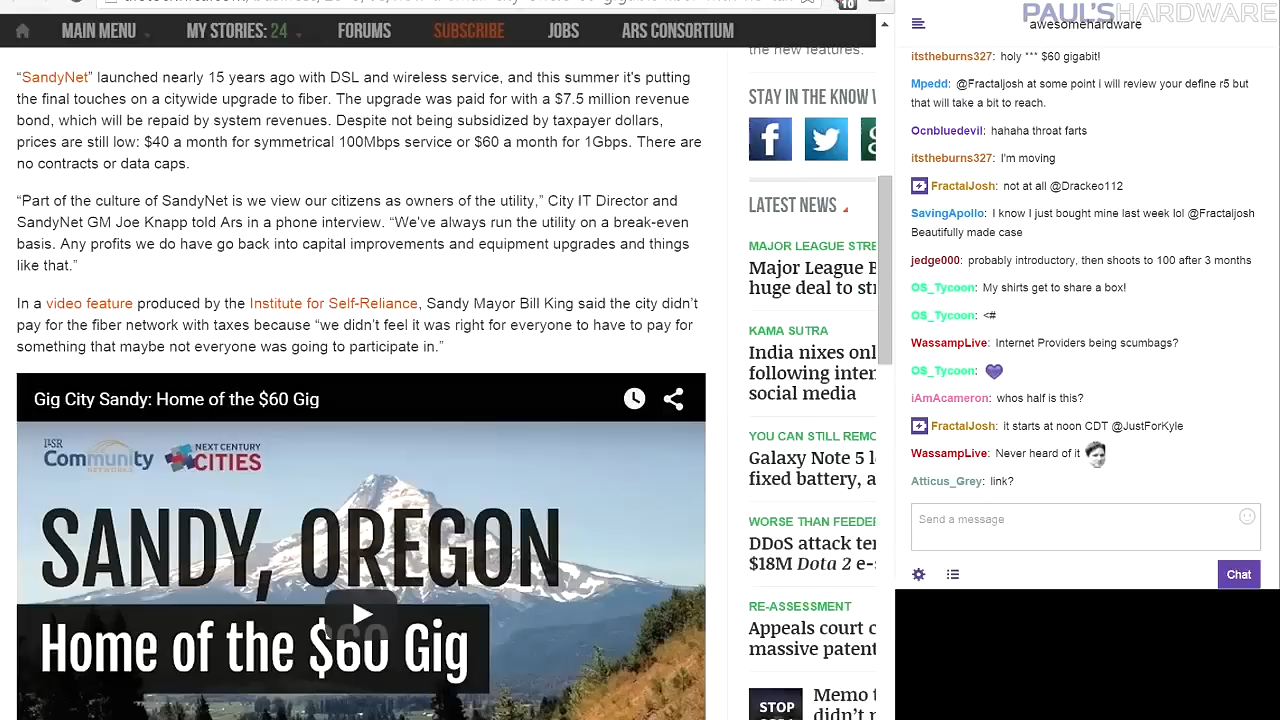 MAIN MENU
MY STORIES: 24
FORUMS
SUBSCRIBE
JOBS
ARS CONSORTIUM
“SandyNet” launched nearly 15 years ago with DSL and wireless service, and this summer it's putting
the final touches on a citywide upgrade to fiber. The upgrade was paid for with a $7.5 million revenue
bond, which will be repaid by system revenues. Despite not being subsidized by taxpayer dollars,
prices are still low: $40 a month for symmetrical 100Mbps service or $60 a month for 1Gbps. There are
no contracts or data caps.
“Part of the culture of SandyNet is we view our citizens as owners of the utility,” City IT Director and
SandyNet GM Joe Knapp told Ars in a phone interview. “We've always run the utility on a break-even
basis. Any profits we do have go back into capital improvements and equipment upgrades and things
like that.”
In a video feature produced by the Institute for Self-Reliance, Sandy Mayor Bill King said the city didn’t
pay for the fiber network with taxes because “we didn’t feel it was right for everyone to have to pay for
something that maybe not everyone was going to participate in.”
Gig City Sandy: Home of the $60 Gig
ILSR
Community
NETWORKS
NEXT CENTURY
CITIES
SANDY, OREGON
Home of the $60 Gig
the new features.
STAY IN THE KNOW
LATEST NEWS
MAJOR LEAGUE STRE
Major League B
huge deal to st
KAMA SUTRA
India nixes onl
following inter
social media
YOU CAN STILL REMO
Galaxy Note 5 l
fixed battery, a
WORSE THAN FEEDE
DDoS attack te
$18M Dota 2 e-s
RE-ASSESSMENT
Appeals court c
massive patent
STOP
Memo t
didn't r
10
PAUL'SHARDWARE
awesomehardware
itstheburns327: holy *** $60 gigabit!
Mpedd: @Fractaljosh at some point i will review your define r5 but
that will take a bit to reach.
Ocnbluedevil: hahaha throat farts
itstheburns327: I'm moving
FractalJosh: not at all @Drackeo112
SavingApollo: I know I just bought mine last week lol @Fractaljosh
Beautifully made case
jedge000: probably introductory, then shoots to 100 after 3 months
OS_Tycoon: My shirts get to share a box!
OS_Tycoon: <#
WassampLive: Internet Providers being scumbags?
OS_Tycoon:
iAmAcameron: whos half is this?
FractalJosh: it starts at noon CDT @JustForKyle
WassampLive: Never heard of it
Atticus_Grey: link?
Send a message
Chat